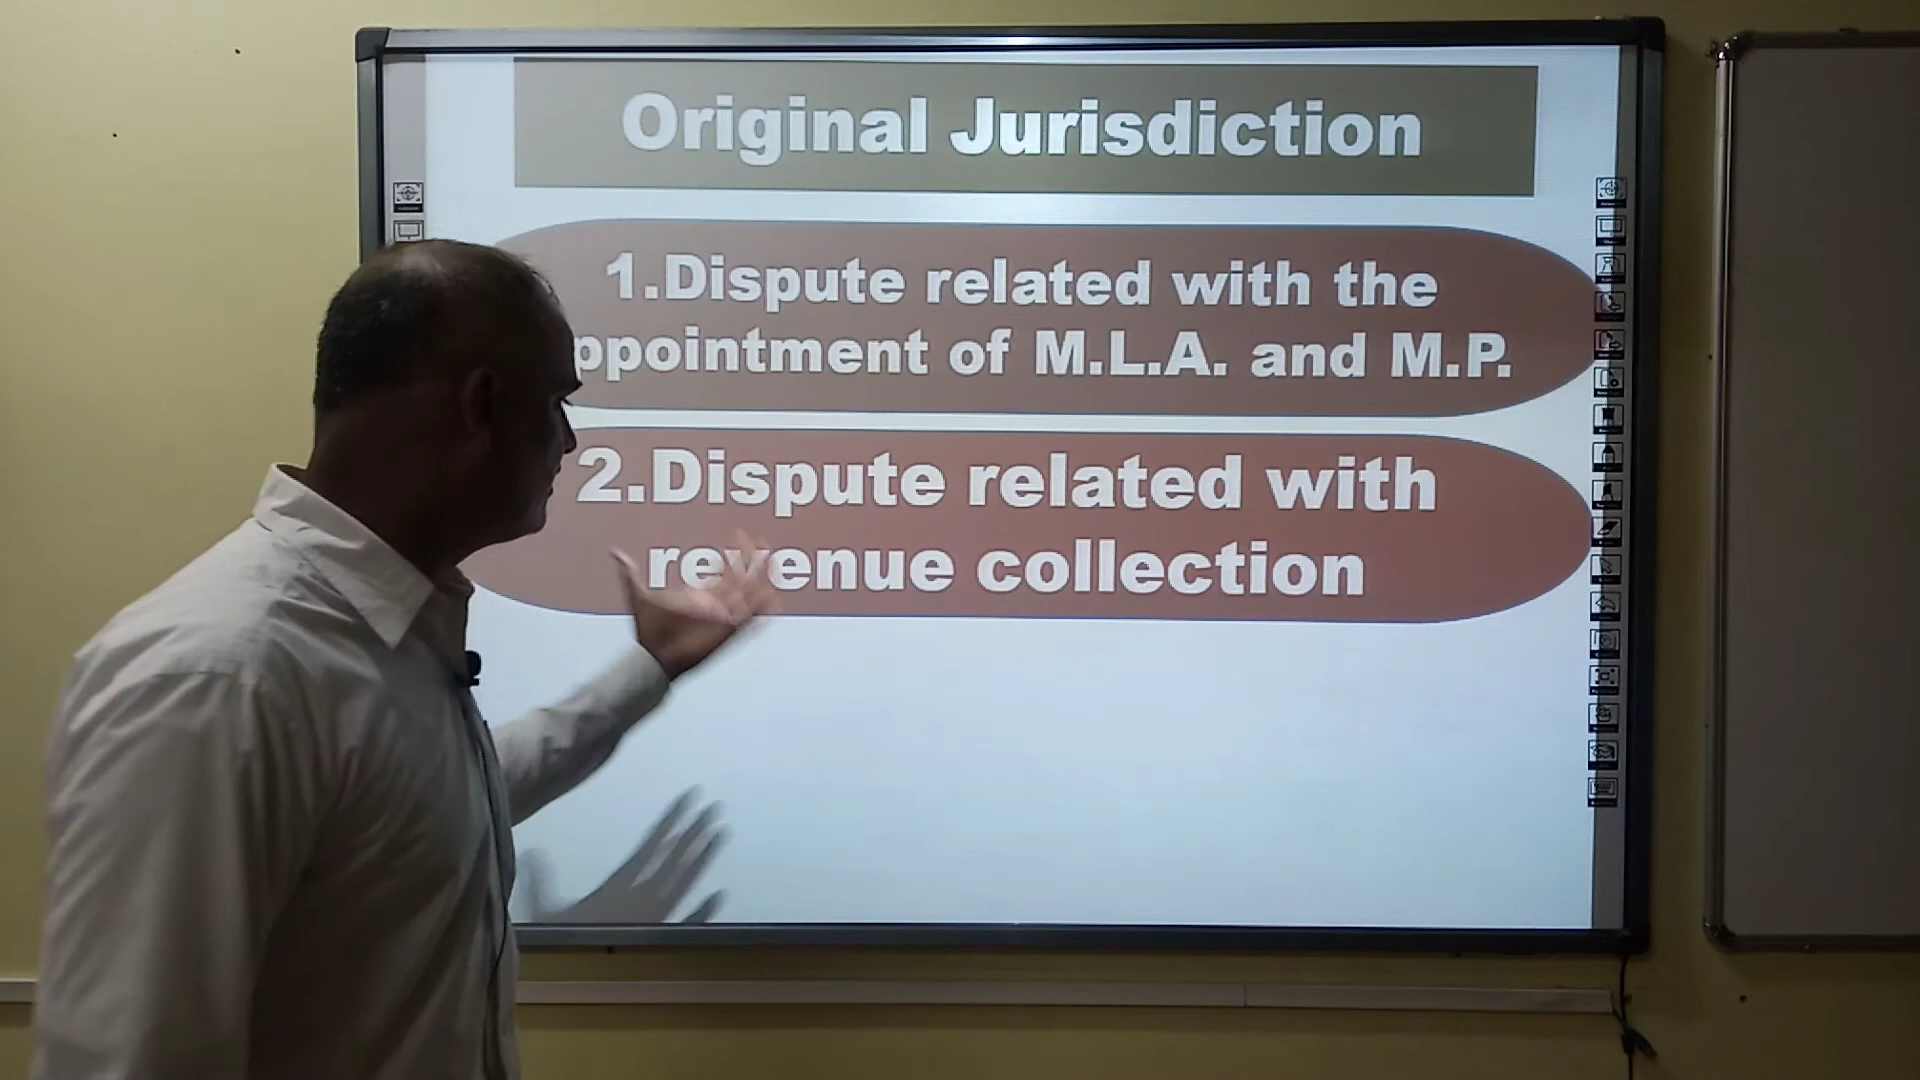 Original Jurisdiction
1.Dispute related with the
ppointment of M.L.A. and M.P.
2.Dispute related with
revenue collection